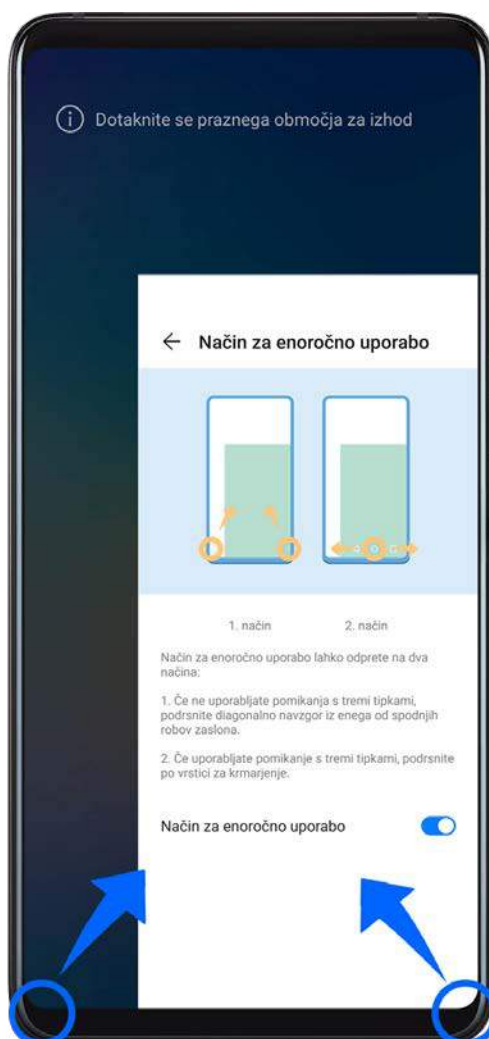 Dotaknite se praznega območja za izhod
Način za enoročno uporabo
1. način 2. način
Način za enoročno uporabo lahko odprete na dva
načina:
1. Če ne uporabljate pomikanja s tremi tipkami,
podrsnite diagonalno navzgor iz enega od spodnjih
robov zaslona.
2. Če uporabljate pomikanje s tremi tipkami, podrsnite
po vrstici za krmarjenje.
Način za enoročno uporabo